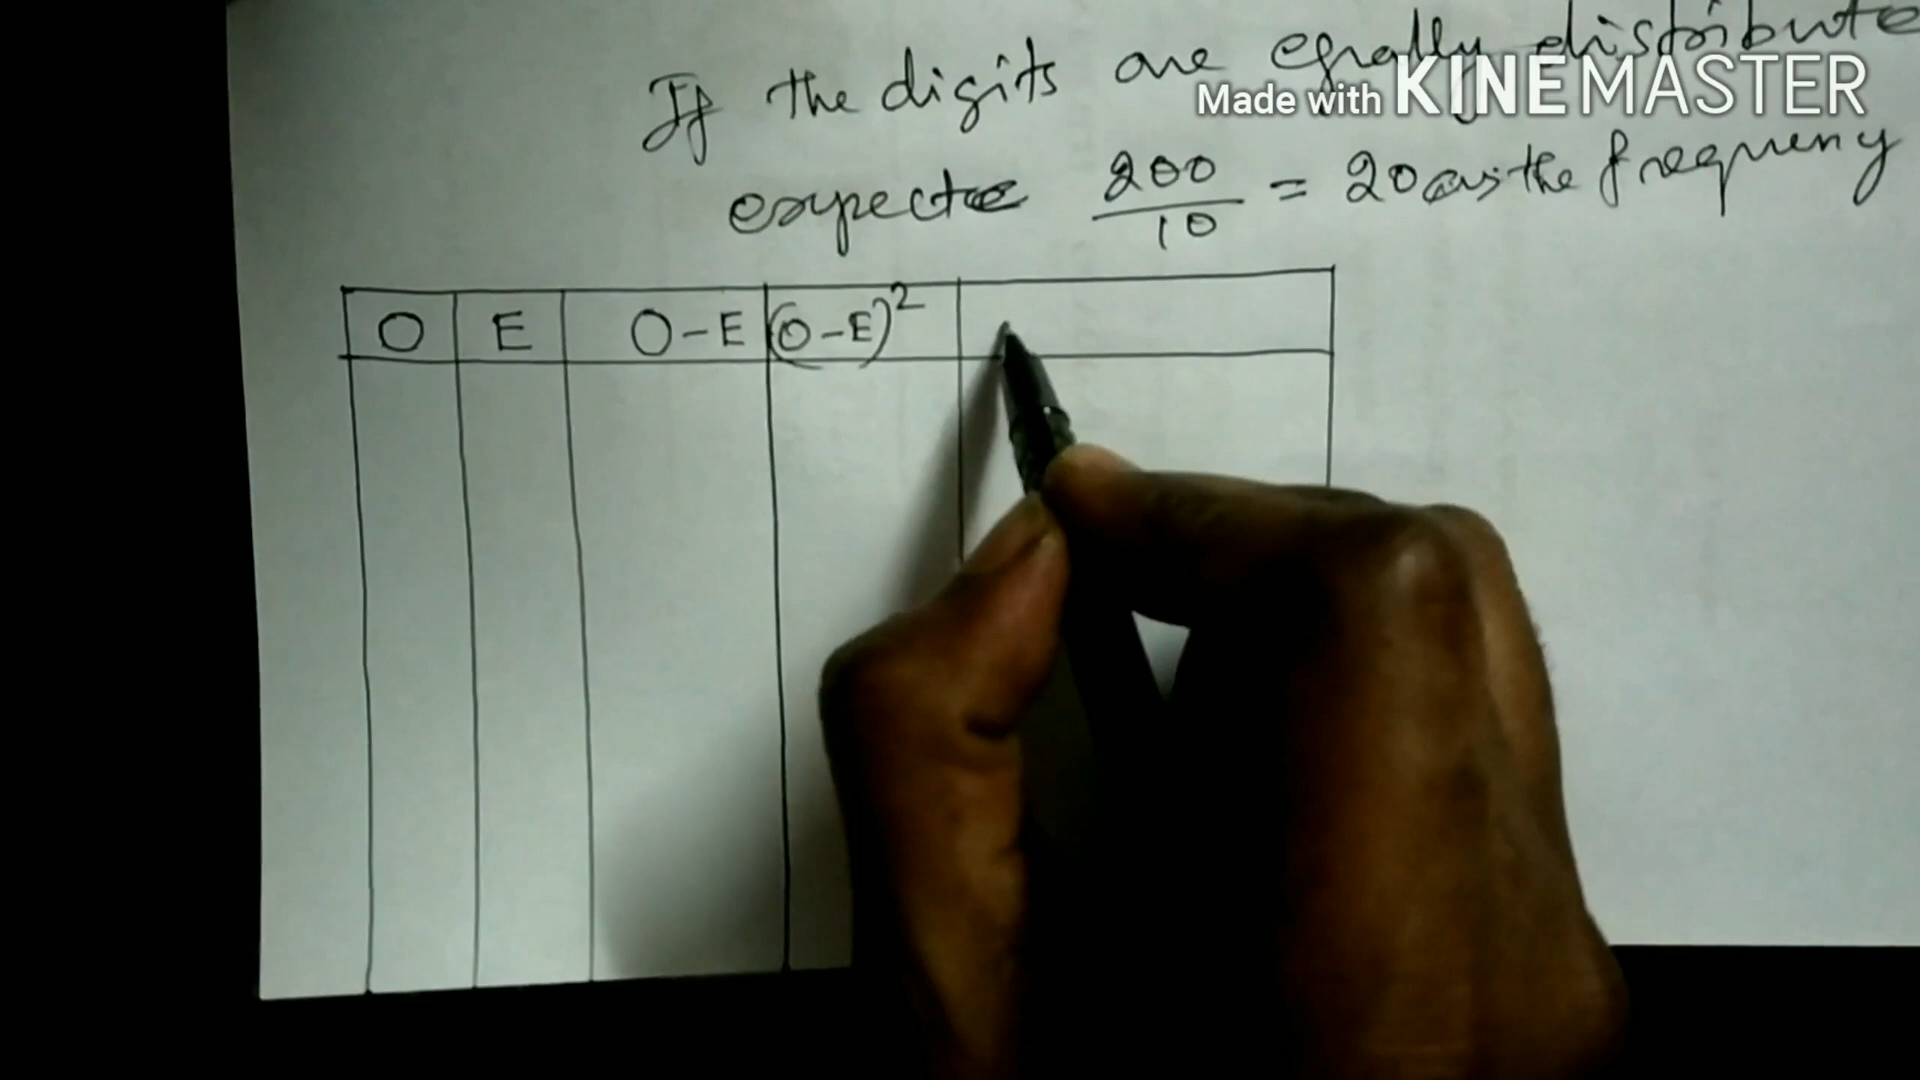 If the digits are equally distribute
Made with KINEMASTER
expecte 200/10 = 20 as the frequency
O E O-E (O-E)²